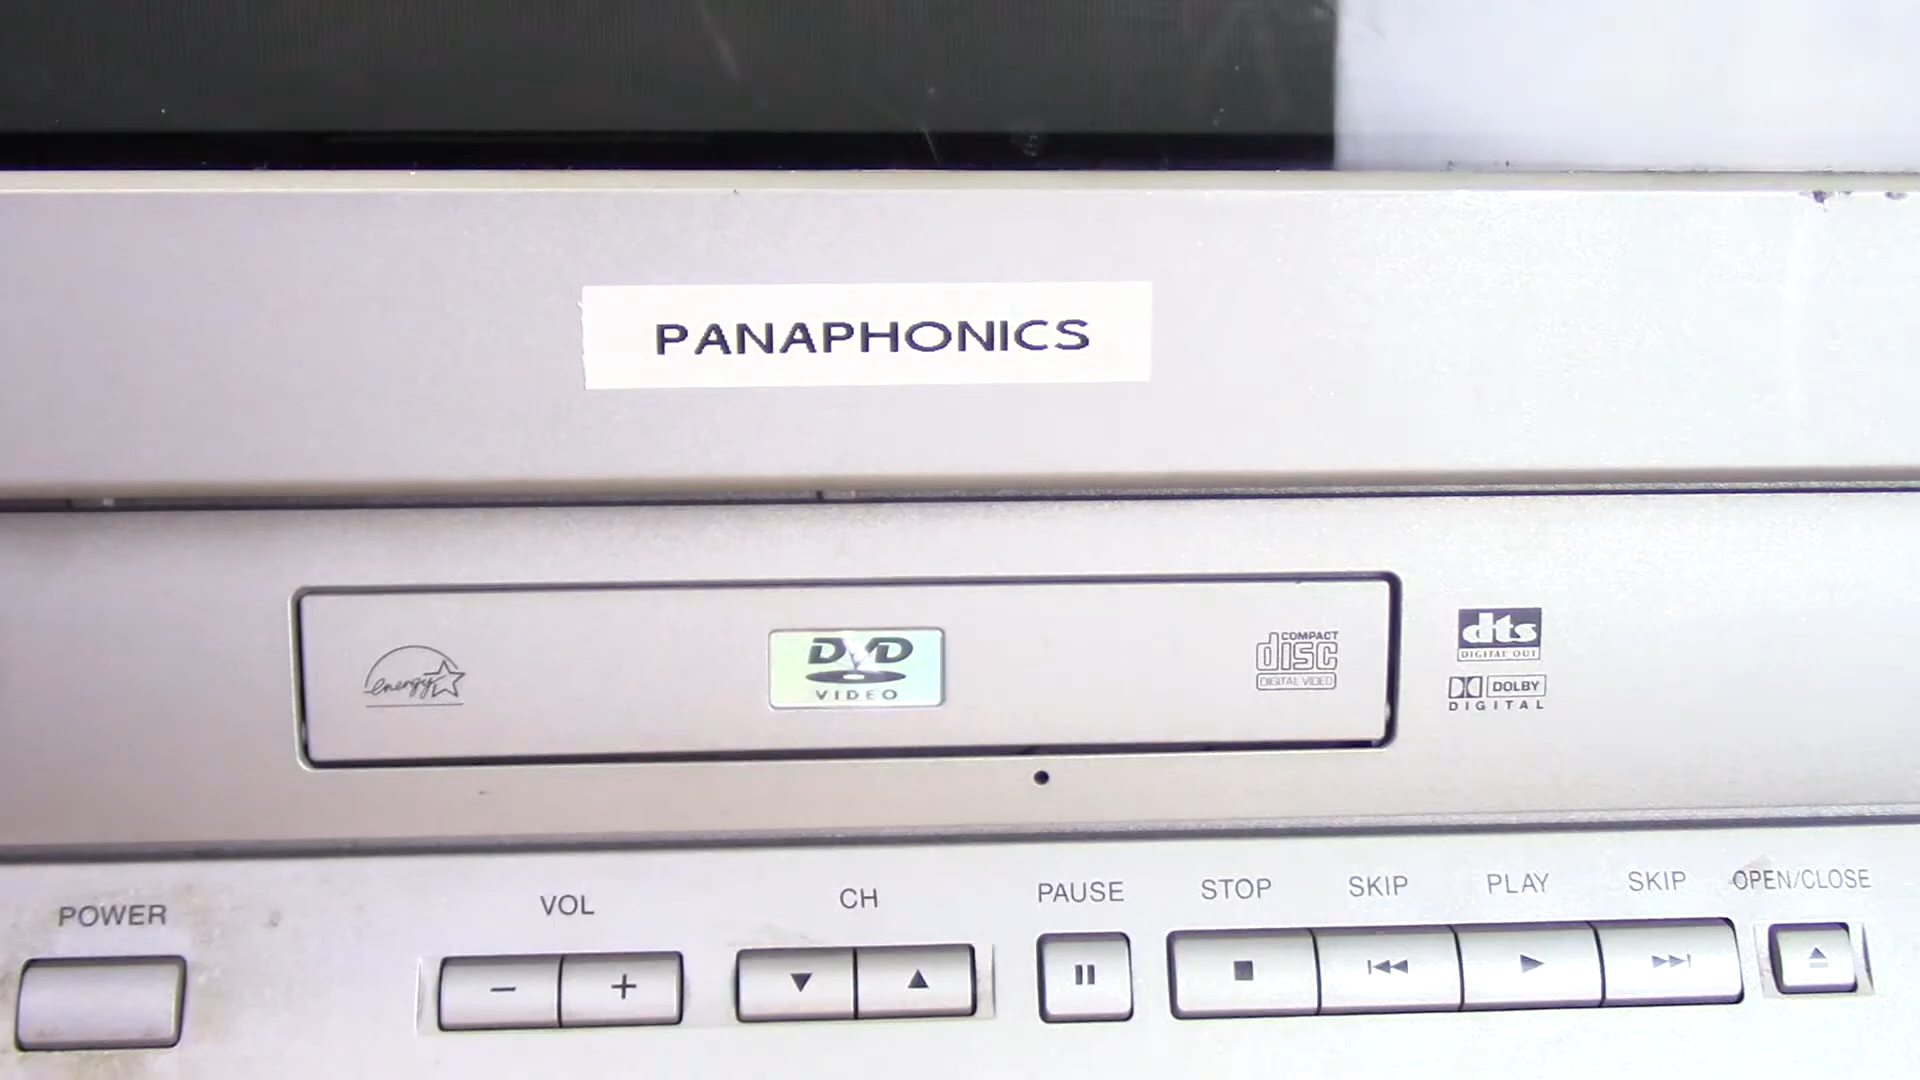 PANAPHONICS
energy
DVD
VIDEO
COMPACT
disc
DIGITAL VIDEO
dts
DIGITAL OUT
DOLBY
DIGITAL
POWER
VOL
CH
PAUSE
STOP
SKIP
PLAY
SKIP
OPEN/CLOSE